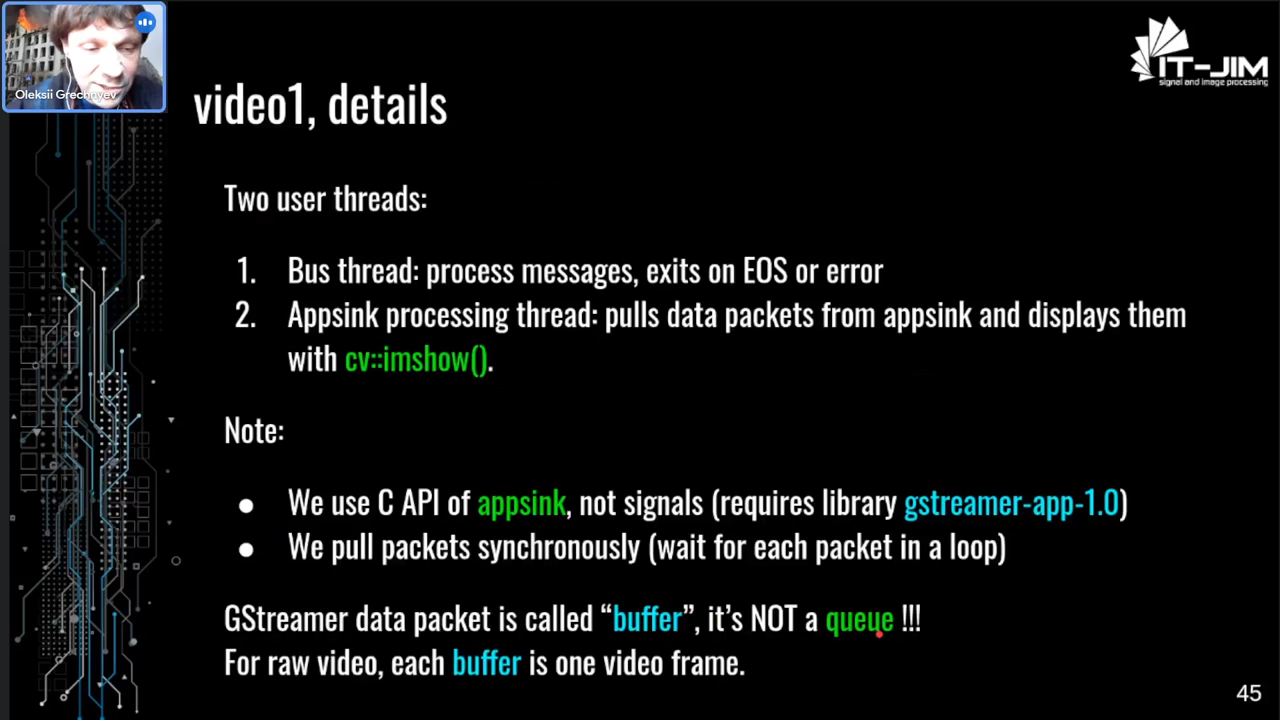 Oleksii Grechnyev
IT-JIM
signal and image processing
video1, details
Two user threads:
1. Bus thread: process messages, exits on EOS or error
2. Appsink processing thread: pulls data packets from appsink and displays them
with cv::imshow().
Note:
● We use C API of appsink, not signals (requires library gstreamer-app-1.0)
● We pull packets synchronously (wait for each packet in a loop)
GStreamer data packet is called “buffer”, it’s NOT a queue !!!
For raw video, each buffer is one video frame.
45